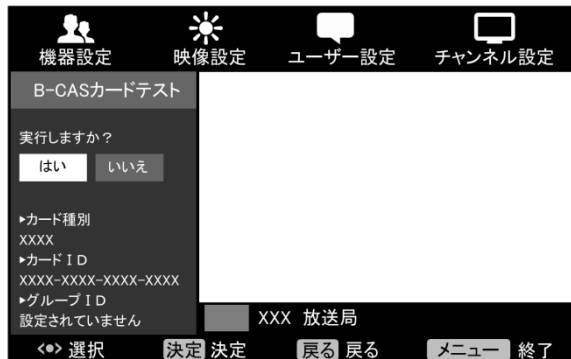 機器設定 映像設定 ユーザー設定 チャンネル設定
B-CASカードテスト
実行しますか？
はい いいえ
▸カード種別
XXXX
▸カードＩＤ
XXXX-XXXX-XXXX-XXXX
▸グループＩＤ
設定されていません
XXX 放送局
選択 決定 決定 戻る 戻る メニュー 終了